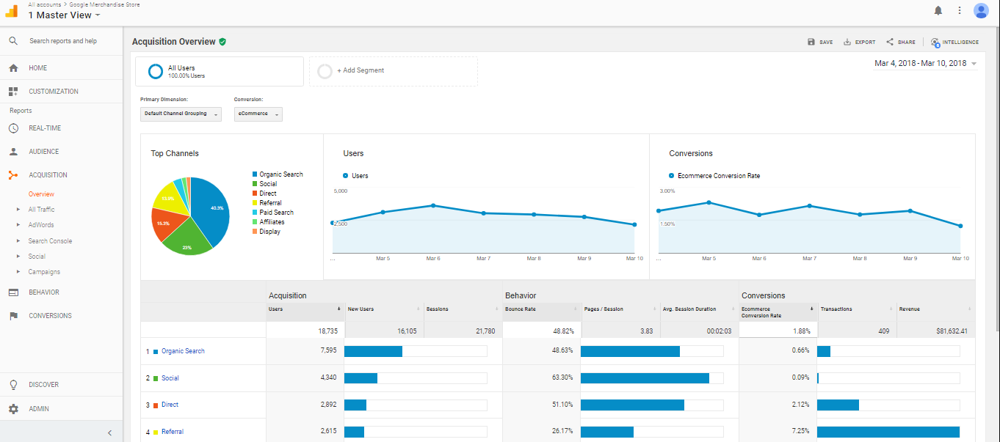 All accounts > Google Merchandise Store
1 Master View
Search reports and help
HOME
CUSTOMIZATION
Reports
REAL-TIME
AUDIENCE
ACQUISITION
Overview
All Traffic
AdWords
Search Console
Social
Campaigns
BEHAVIOR
CONVERSIONS
DISCOVER
ADMIN
Acquisition Overview
SAVE EXPORT SHARE INTELLIGENCE
All Users
100.00% Users
+ Add Segment
Mar 4, 2018 - Mar 10, 2018
Primary Dimension: Conversion:
Default Channel Grouping eCommerce
Top Channels
40.3%
23%
15.3%
13.8%
Organic Search
Social
Direct
Referral
Paid Search
Affiliates
Display
Users
Users
5,000
2,500
... Mar 5 Mar 6 Mar 7 Mar 8 Mar 9 Mar 10
Conversions
Ecommerce Conversion Rate
3.00%
1.50%
... Mar 5 Mar 6 Mar 7 Mar 8 Mar 9 Mar 10
Acquisition Behavior Conversions
Users New Users Sessions Bounce Rate Pages / Session Avg. Session Duration Ecommerce Conversion Rate Transactions Revenue
18,735 16,105 21,780 48.82% 3.83 00:02:03 1.88% 409 $81,632.41
1 Organic Search 7,595 48.63% 0.66%
2 Social 4,340 63.30% 0.09%
3 Direct 2,892 51.10% 2.12%
4 Referral 2,615 26.17% 7.25%